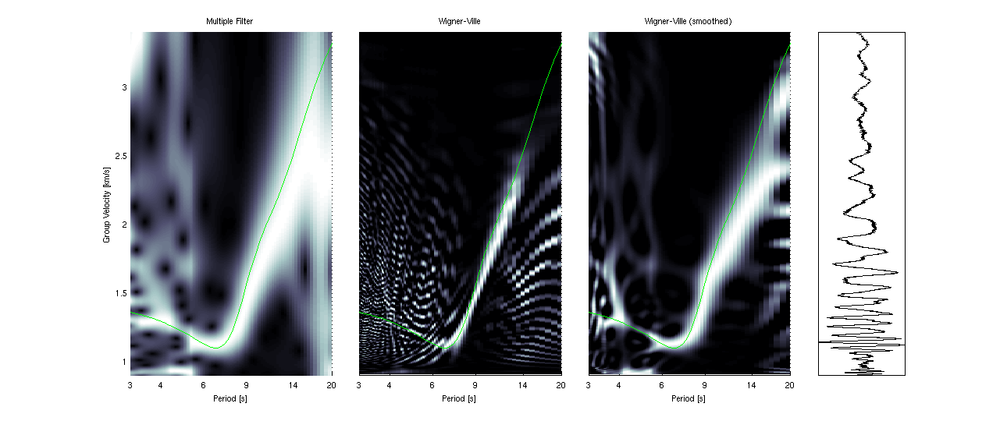 Multiple Filter
Wigner-Ville
Wigner-Ville (smoothed)
Group Velocity [km/s]
3
2.5
2
1.5
1
3 4 6 9 14 20
3 4 6 9 14 20
3 4 6 9 14 20
Period [s]
Period [s]
Period [s]